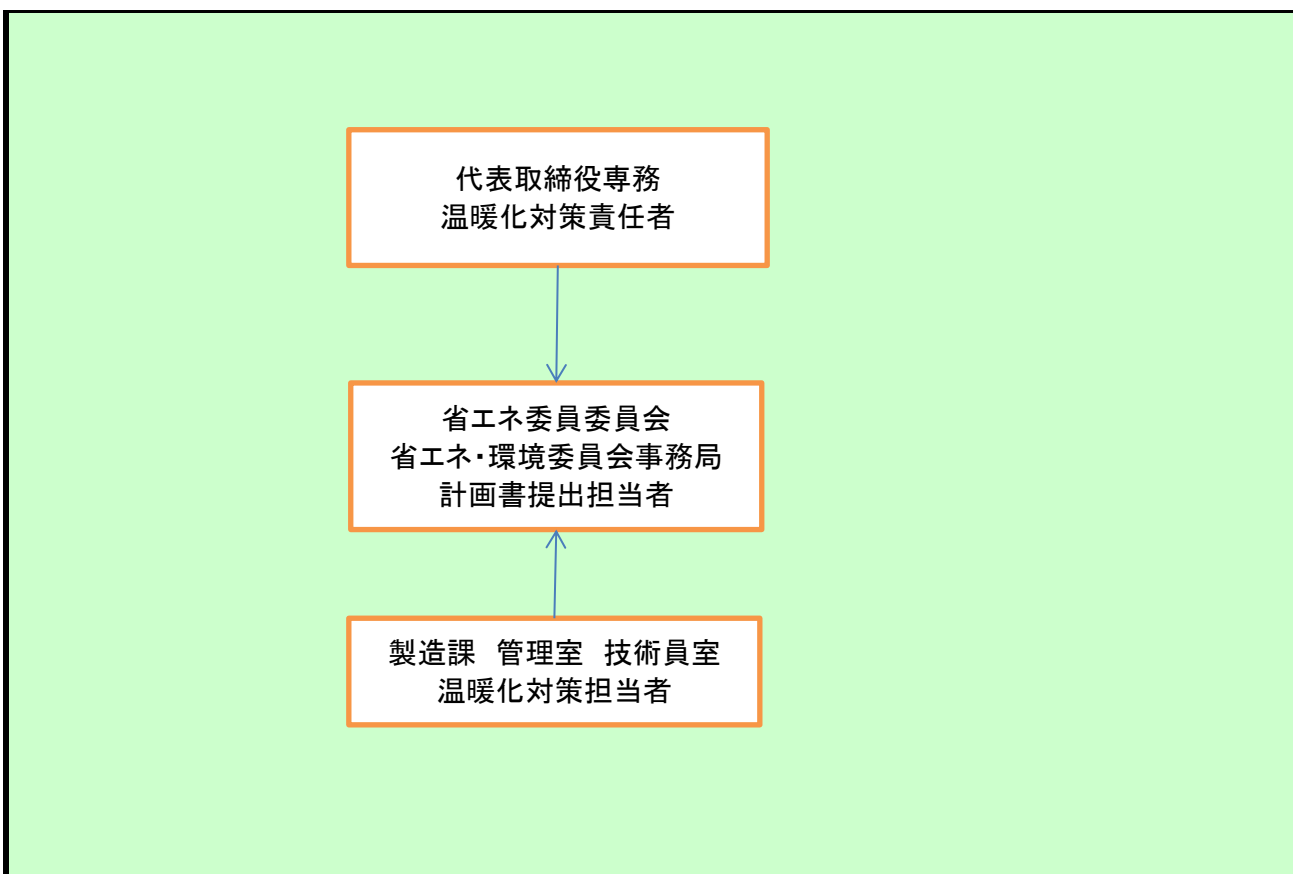 代表取締役専務
温暖化対策責任者
省エネ委員委員会
省エネ・環境委員会事務局
計画書提出担当者
製造課　管理室　技術員室
温暖化対策担当者